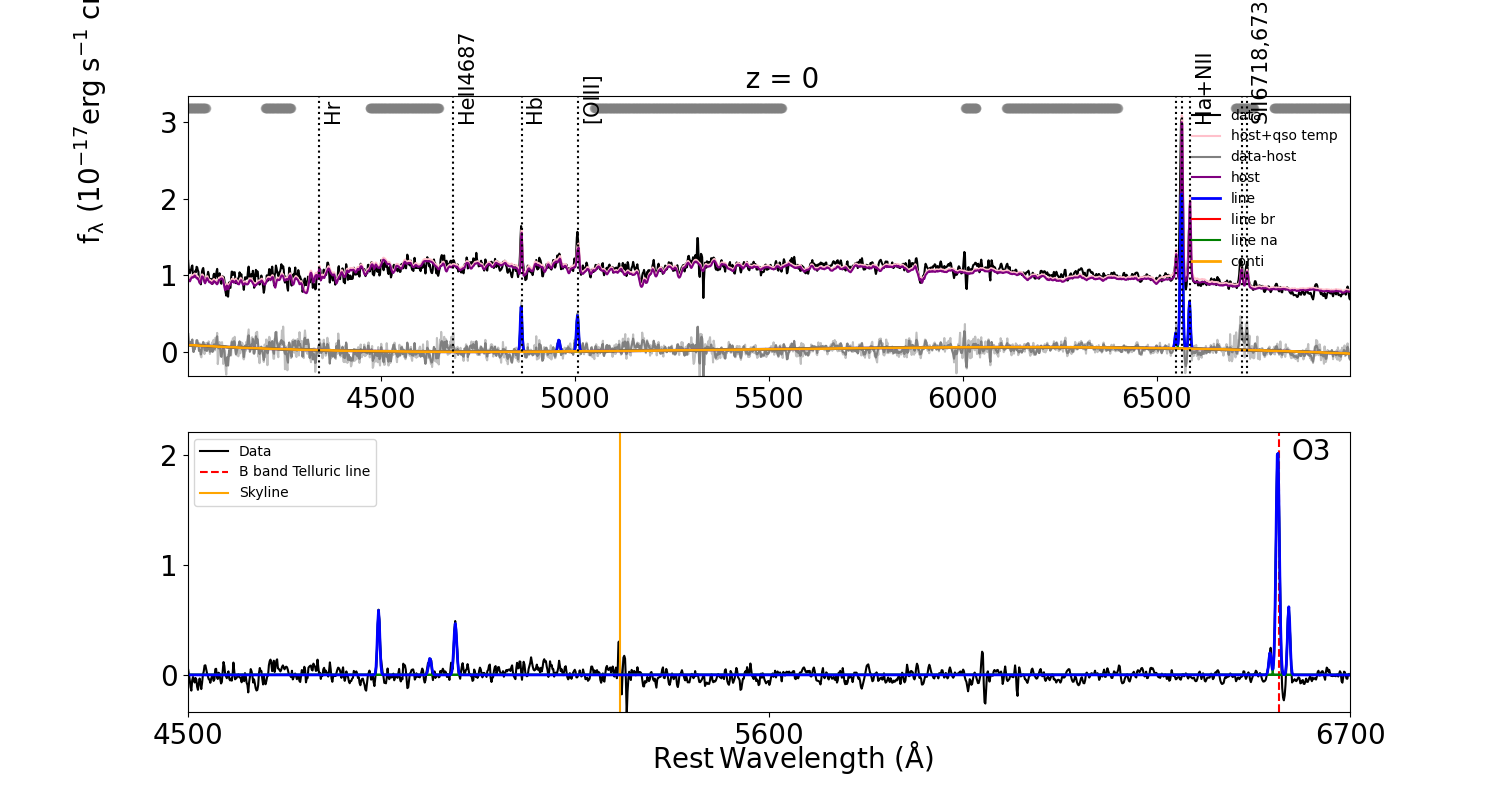 z = 0
f_λ (10^−17 erg s^−1 c
Hr
HeII4687
Hb
[OIII]
Ha+NII
SII6718,673
3
2
1
0
data
host+qso temp
data-host
host
line
line br
line na
conti
4500 5000 5500 6000 6500
2
1
0
Data
B band Telluric line
Skyline
O3
4500 5600 6700
Rest Wavelength (Å)